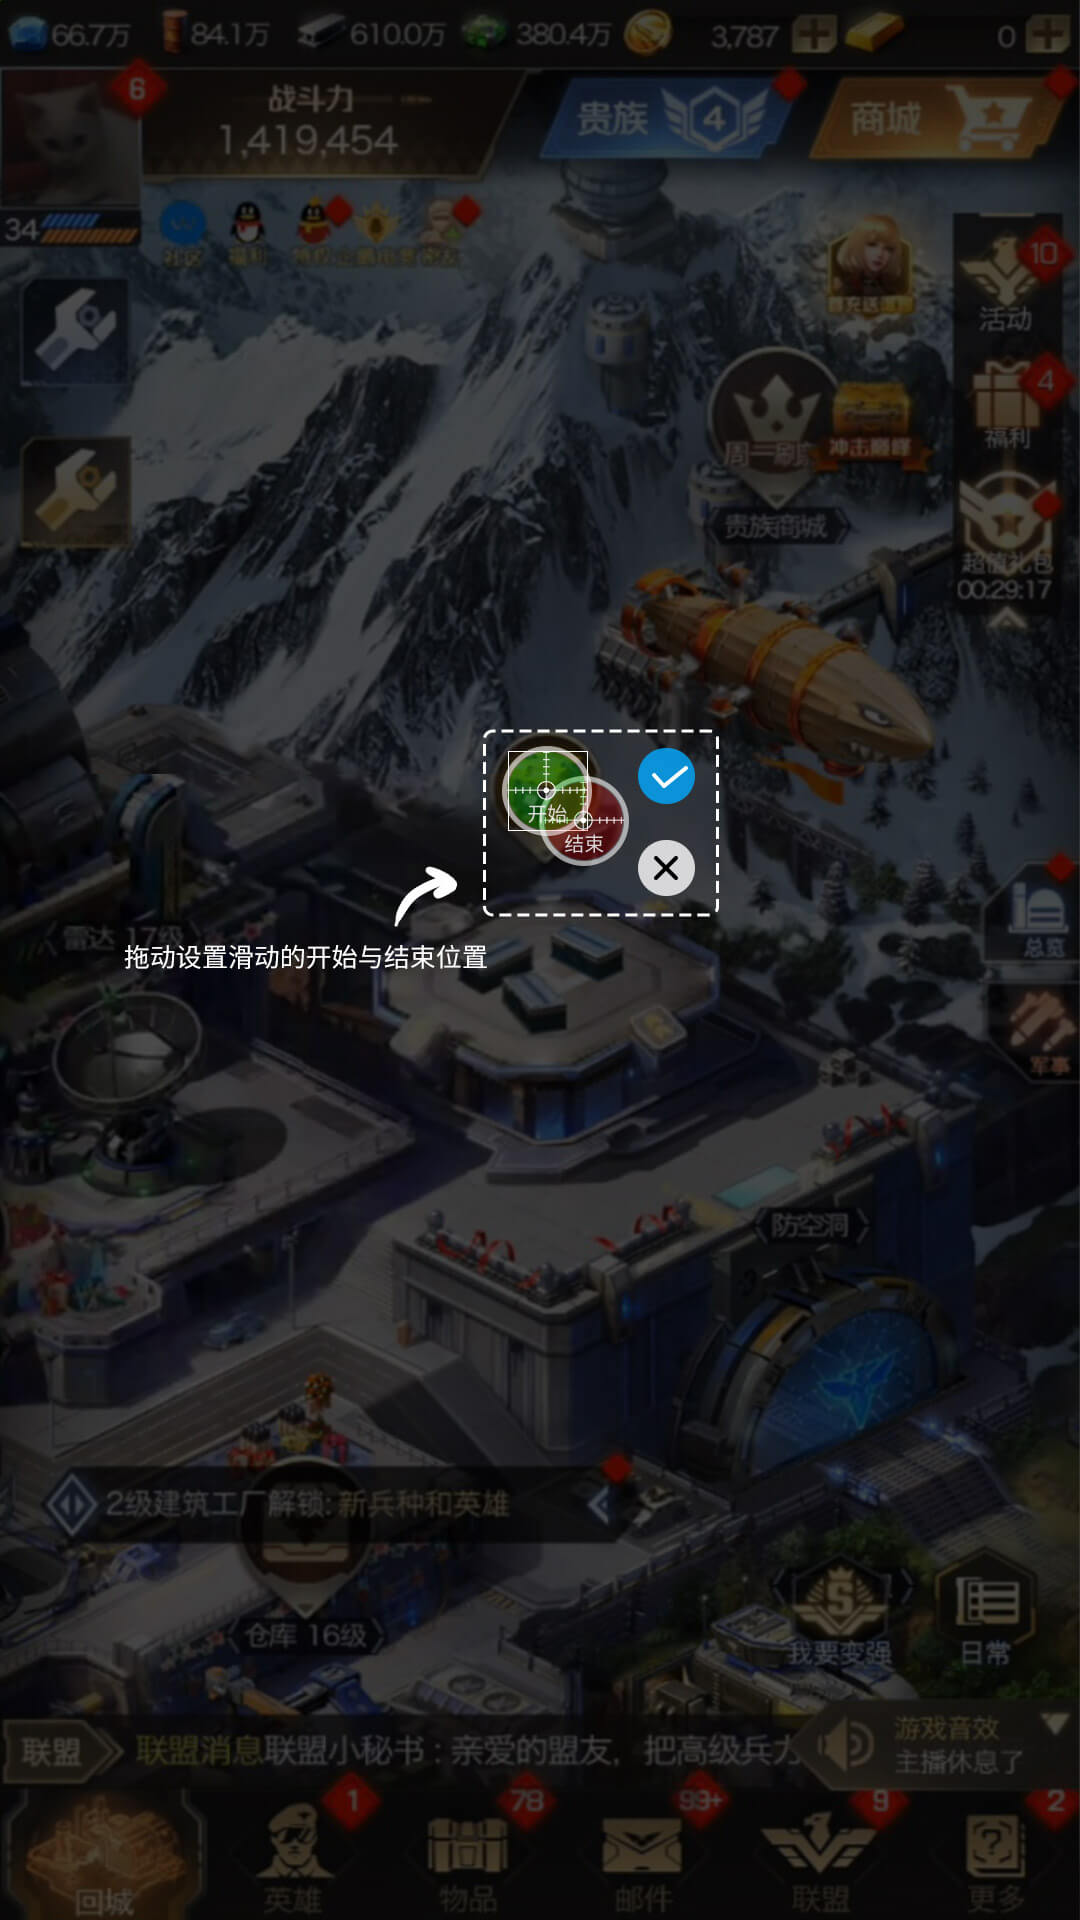 66.7万
84.1万
610.0万
380.4万
3,787
0
6
战斗力
1,419,454
贵族
4
商城
34
社区
福利
10
活动
4
福利
冲击巅峰
贵族商城
超值礼包
00:29:17
开始
结束
拖动设置滑动的开始与结束位置
雷达 17级
总览
军事
防空洞
2级建筑工厂解锁:新兵种和英雄
仓库 16级
S
我要变强
日常
联盟
联盟消息联盟小秘书：亲爱的盟友，把高级兵力
游戏音效
主播休息了
回城
1
英雄
78
物品
99+
邮件
9
联盟
2
更多